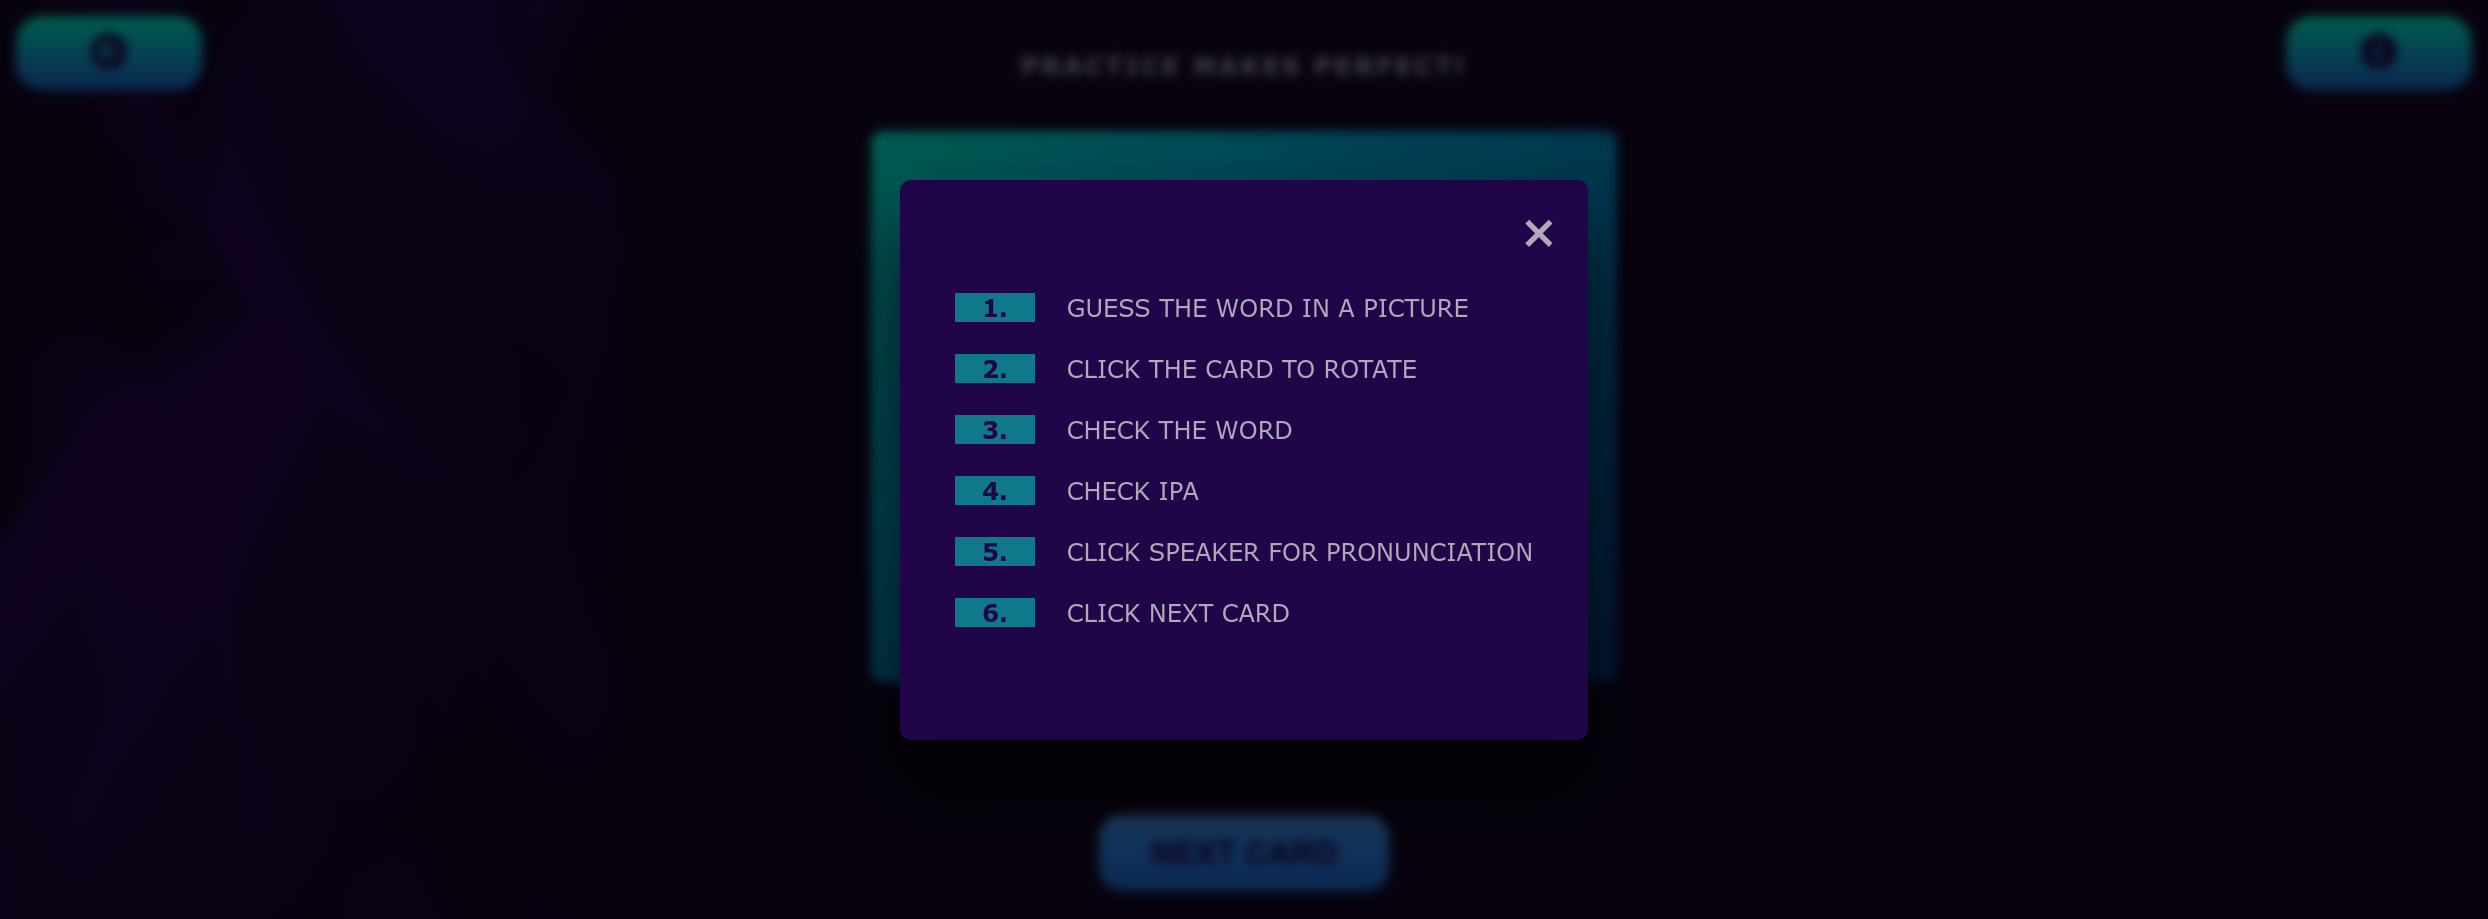 PRACTICE MAKES PERFECT!
×
1. GUESS THE WORD IN A PICTURE
2. CLICK THE CARD TO ROTATE
3. CHECK THE WORD
4. CHECK IPA
5. CLICK SPEAKER FOR PRONUNCIATION
6. CLICK NEXT CARD
NEXT CARD